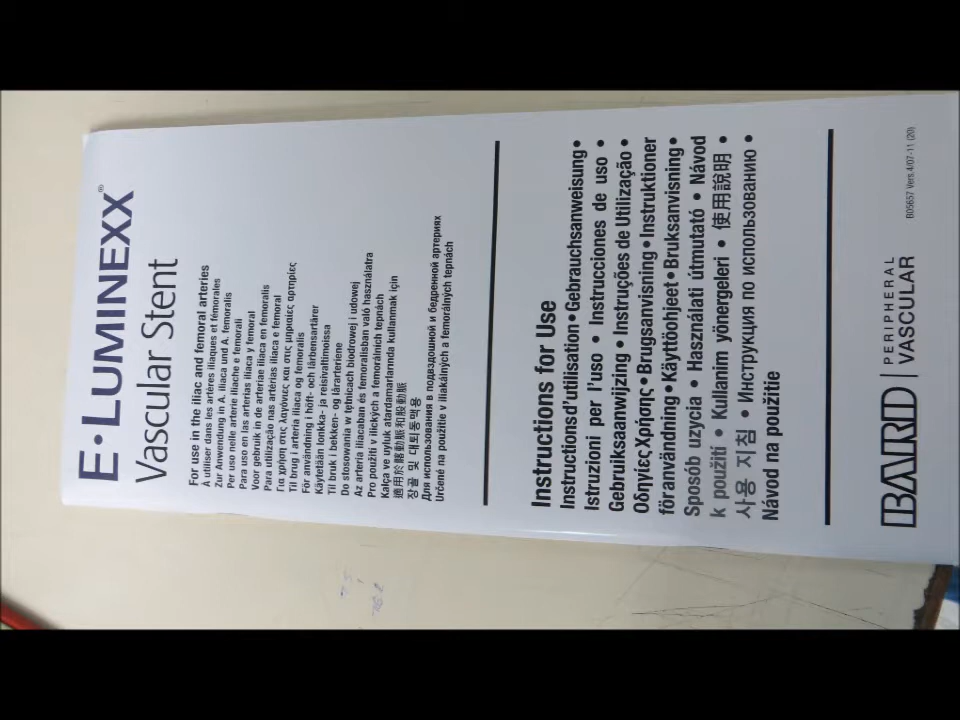 E·LUMINEXX®
Vascular Stent
For use in the iliac and femoral arteries
À utiliser dans les artères iliaques et fémorales
Zur Anwendung in A. iliaca und A. femoralis
Per uso nelle arterie iliache e femorali
Para uso en las arterias iliaca y femoral
Voor gebruik in de arteriae iliaca en femoralis
Para utilização nas artérias ilíaca e femoral
Για χρήση στις λαγόνιες και στις μηριαίες αρτηρίες
Til brug i arteria iliaca og femoralis
För användning i höft- och lårbensartärer
Käytetään lonkka- ja reisivaltimoissa
Til bruk i bekken- og lårarteriene
Do stosowania w tętnicach biodrowej i udowej
Az arteria iliacaban és femoralisban való használatra
Pro použití v ilických a femorálních tepnách
Kalça ve uyluk atardamarlarında kullanmak için
適用於髂動脈和股動脈
장골 및 대퇴동맥용
Для использования в подвздошной и бедренной артериях
Určené na použitie v iliakálnych a femorálnych tepnách
Instructions for Use
Instructions d'utilisation • Gebrauchsanweisung •
Istruzioni per l'uso • Instrucciones de uso •
Gebruiksaanwijzing • Instruções de Utilização •
Οδηγίες Χρήσης • Brugsanvisning • Instruktioner
för användning • Käyttöohjeet • Bruksanvisning •
Sposób uzycia • Használati útmutató • Návod
k použití • Kullanim yönergeleri • 使用說明 •
사용 지침 • Инструкция по использованию •
Návod na použitie
BARD | PERIPHERAL
VASCULAR
B05657 Vers.4/07-11 (20)